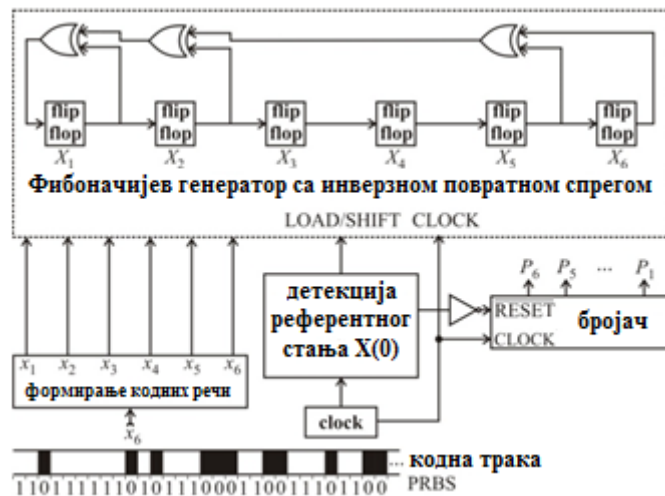 flip flop
flip flop
flip flop
flip flop
flip flop
flip flop
X1 X2 X3 X4 X5 X6
Фибоначијев генератор са инверзном повратном спрегом
LOAD/SHIFT CLOCK
P6 P5 ... P1
детекција
референтног
стања X(0)
RESET
CLOCK
бројач
x1 x2 x3 x4 x5 x6
формирање кодних речи
x6
clock
... кодна трака
110111111010111000110011101100 PRBS